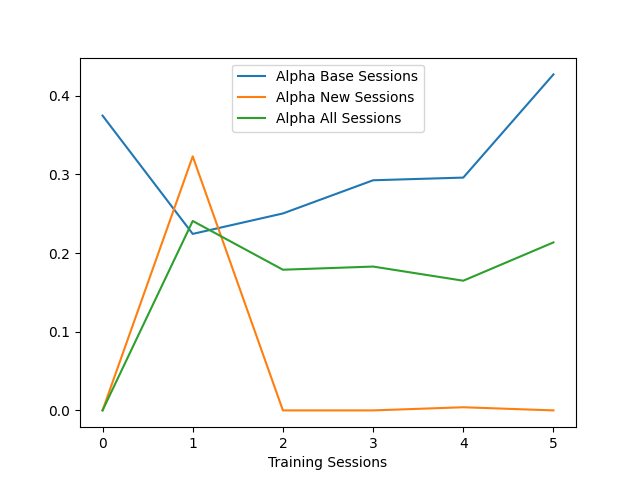 Alpha Base Sessions
Alpha New Sessions
Alpha All Sessions
0.4
0.3
0.2
0.1
0.0
0 1 2 3 4 5
Training Sessions